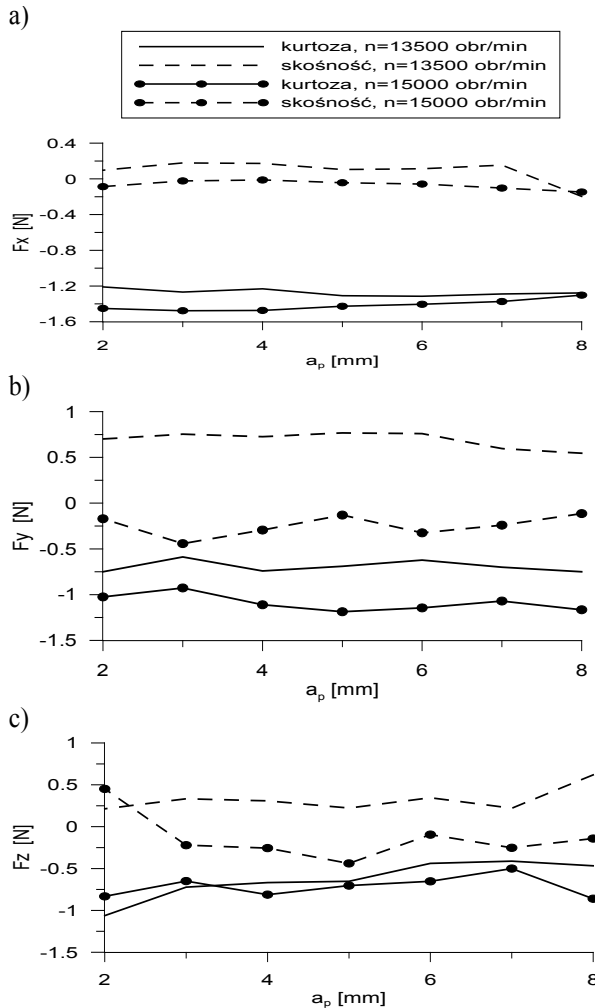 a)
kurtoza, n=13500 obr/min
skośność, n=13500 obr/min
kurtoza, n=15000 obr/min
skośność, n=15000 obr/min
0.4
0
-0.4
-0.8
-1.2
-1.6
Fx [N]
2 4 6 8
ap [mm]
b)
1
0.5
0
-0.5
-1
-1.5
Fy [N]
2 4 6 8
ap [mm]
c)
1
0.5
0
-0.5
-1
-1.5
Fz [N]
2 4 6 8
ap [mm]